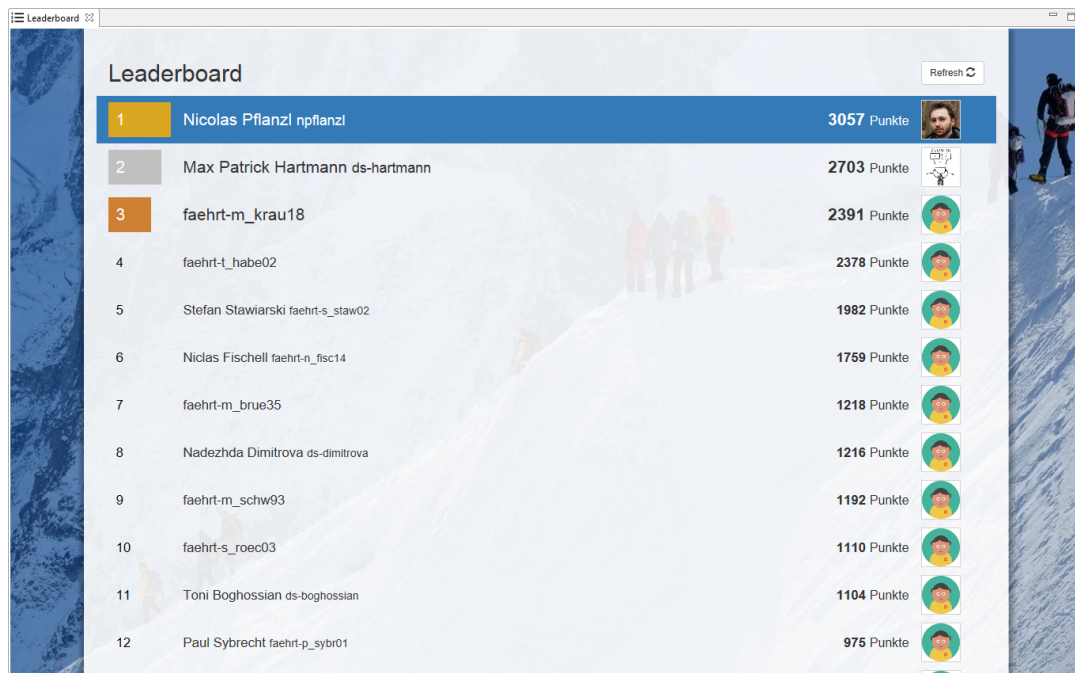 Leaderboard
Leaderboard
Refresh
1 Nicolas Pflanzl npflanzl 3057 Punkte
2 Max Patrick Hartmann ds-hartmann 2703 Punkte
3 faehrt-m_krau18 2391 Punkte
4 faehrt-t_habe02 2378 Punkte
5 Stefan Stawiarski faehrt-s_staw02 1982 Punkte
6 Niclas Fischell faehrt-n_fisc14 1759 Punkte
7 faehrt-m_brue35 1218 Punkte
8 Nadezhda Dimitrova ds-dimitrova 1216 Punkte
9 faehrt-m_schw93 1192 Punkte
10 faehrt-s_roec03 1110 Punkte
11 Toni Boghossian ds-boghossian 1104 Punkte
12 Paul Sybrecht faehrt-p_sybr01 975 Punkte